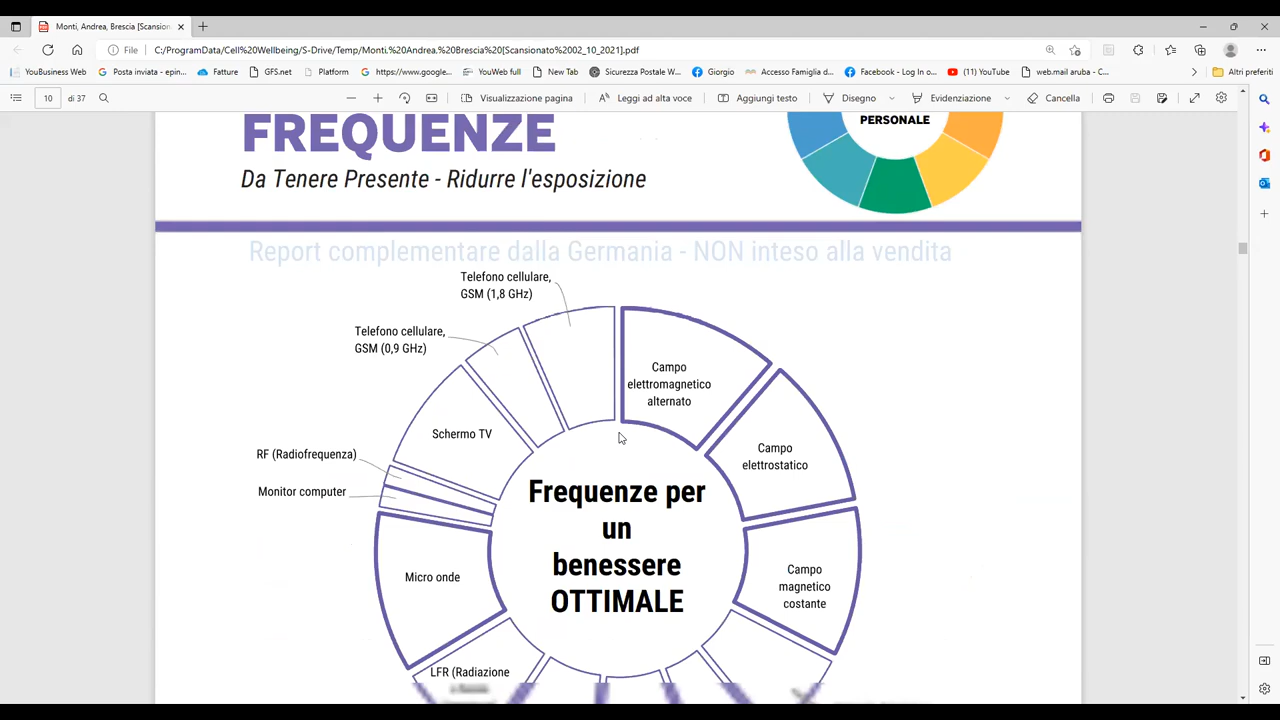 Monti, Andrea, Brescia [Scansion
File C:/ProgramData/Cell%20Wellbeing/S-Drive/Temp/Monti.%20Andrea.%20Brescia%20[Scansionato%2002_10_2021].pdf
YouBusiness Web Posta inviata - epin... Fatture GFS.net Platform https://www.google... YouWeb full New Tab Sicurezza Postale W... Giorgio Accesso Famiglia d... Facebook - Log In o... (11) YouTube web.mail aruba - C... Altri preferiti
10 di 37 Visualizzazione pagina Leggi ad alta voce Aggiungi testo Disegno Evidenziazione Cancella
PERSONALE
FREQUENZE
Da Tenere Presente - Ridurre l'esposizione
Report complementare dalla Germania - NON inteso alla vendita
Telefono cellulare,
GSM (1,8 GHz)
Telefono cellulare,
GSM (0,9 GHz)
Campo
elettromagnetico
alternato
Schermo TV
Campo
elettrostatico
RF (Radiofrequenza)
Monitor computer
Frequenze per
un
benessere
OTTIMALE
Micro onde
Campo
magnetico
costante
LFR (Radiazione